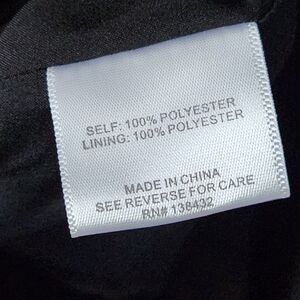 SELF: 100% POLYESTER
LINING: 100% POLYESTER
MADE IN CHINA
SEE REVERSE FOR CARE
RN# 138432